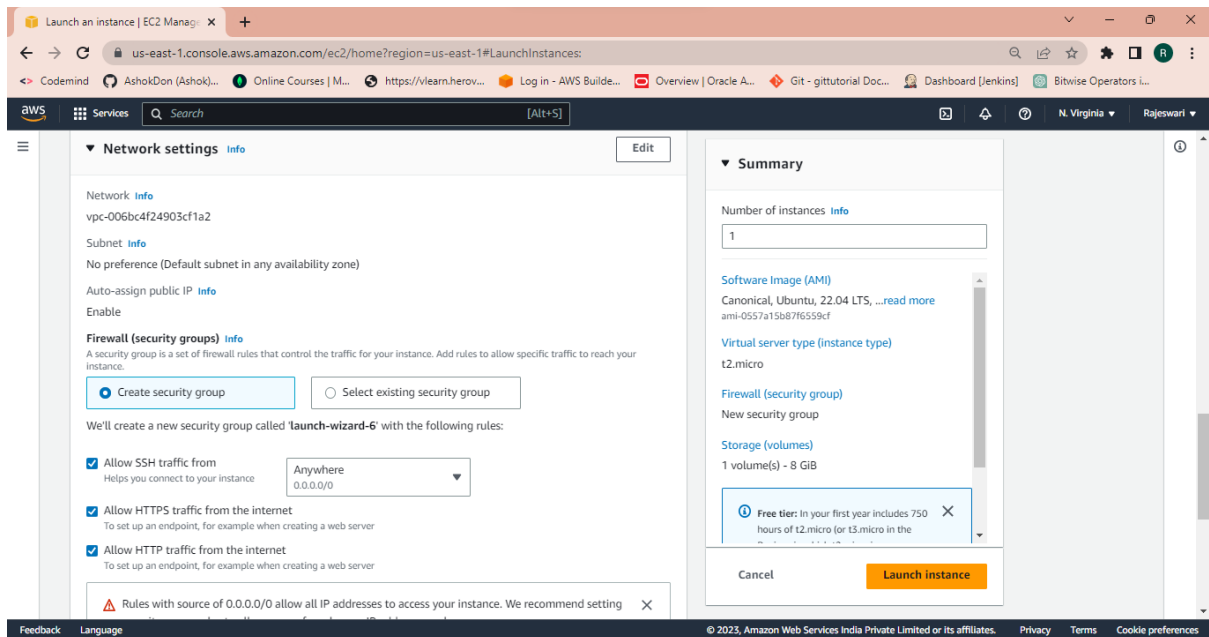 Launch an instance | EC2 Manage
us-east-1.console.aws.amazon.com/ec2/home?region=us-east-1#LaunchInstances:
R
Codemind
AshokDon (Ashok)...
Online Courses | M...
https://vlearn.herov...
Log in - AWS Builde...
Overview | Oracle A...
Git - gittutorial Doc...
Dashboard [Jenkins]
Bitwise Operators i...
aws
Services
Search
[Alt+S]
N. Virginia
Rajeswari
Network settings Info
Edit
Network Info
vpc-006bc4f24903cf1a2
Subnet Info
No preference (Default subnet in any availability zone)
Auto-assign public IP Info
Enable
Firewall (security groups) Info
A security group is a set of firewall rules that control the traffic for your instance. Add rules to allow specific traffic to reach your
instance.
Create security group
Select existing security group
We'll create a new security group called 'launch-wizard-6' with the following rules:
Allow SSH traffic from
Helps you connect to your instance
Anywhere
0.0.0.0/0
Allow HTTPS traffic from the internet
To set up an endpoint, for example when creating a web server
Allow HTTP traffic from the internet
To set up an endpoint, for example when creating a web server
Rules with source of 0.0.0.0/0 allow all IP addresses to access your instance. We recommend setting
Summary
Number of instances Info
1
Software Image (AMI)
Canonical, Ubuntu, 22.04 LTS, ...read more
ami-0557a15b87f6559cf
Virtual server type (instance type)
t2.micro
Firewall (security group)
New security group
Storage (volumes)
1 volume(s) - 8 GiB
Free tier: In your first year includes 750
hours of t2.micro (or t3.micro in the
Cancel
Launch instance
Feedback
Language
© 2023, Amazon Web Services India Private Limited or its affiliates.
Privacy
Terms
Cookie preferences